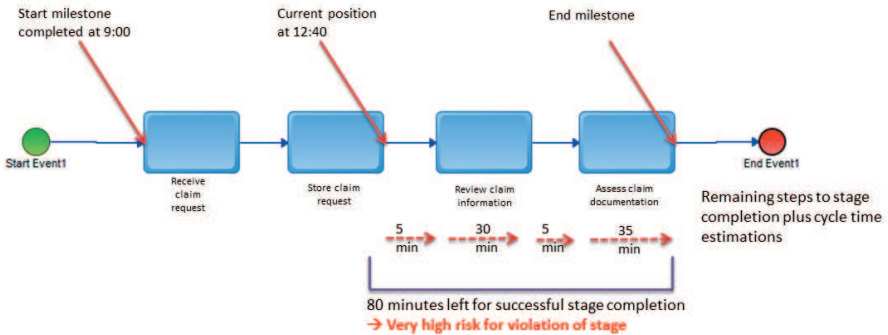 Start milestone
completed at 9:00
Current position
at 12:40
End milestone
Start Event1
End Event1
Receive
claim
request
Store claim
request
Review claim
information
Assess claim
documentation
Remaining steps to stage
completion plus cycle time
estimations
5
min
30
min
5
min
35
min
80 minutes left for successful stage completion
→ Very high risk for violation of stage